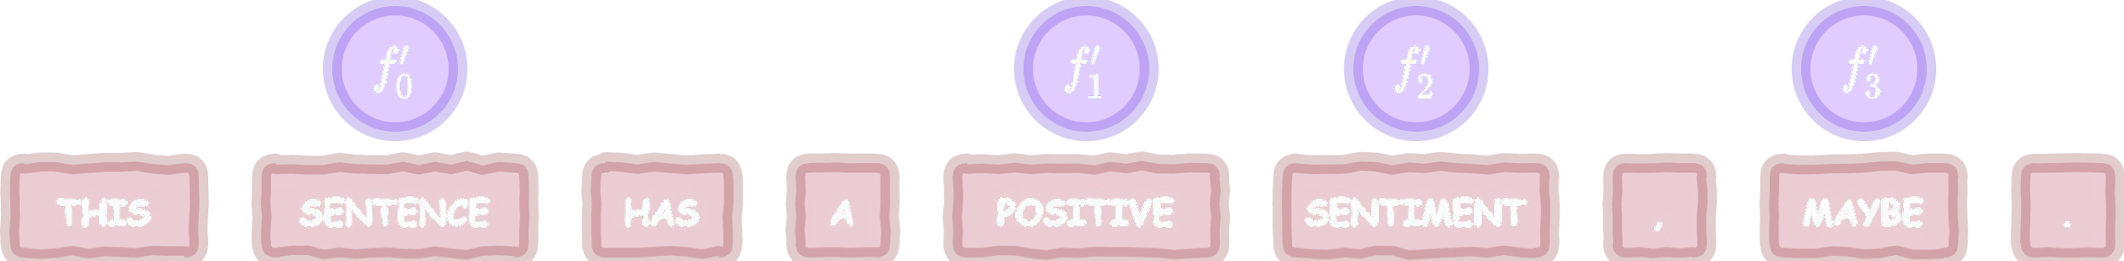 f′₀ f′₁ f′₂ f′₃
THIS SENTENCE HAS A POSITIVE SENTIMENT , MAYBE .